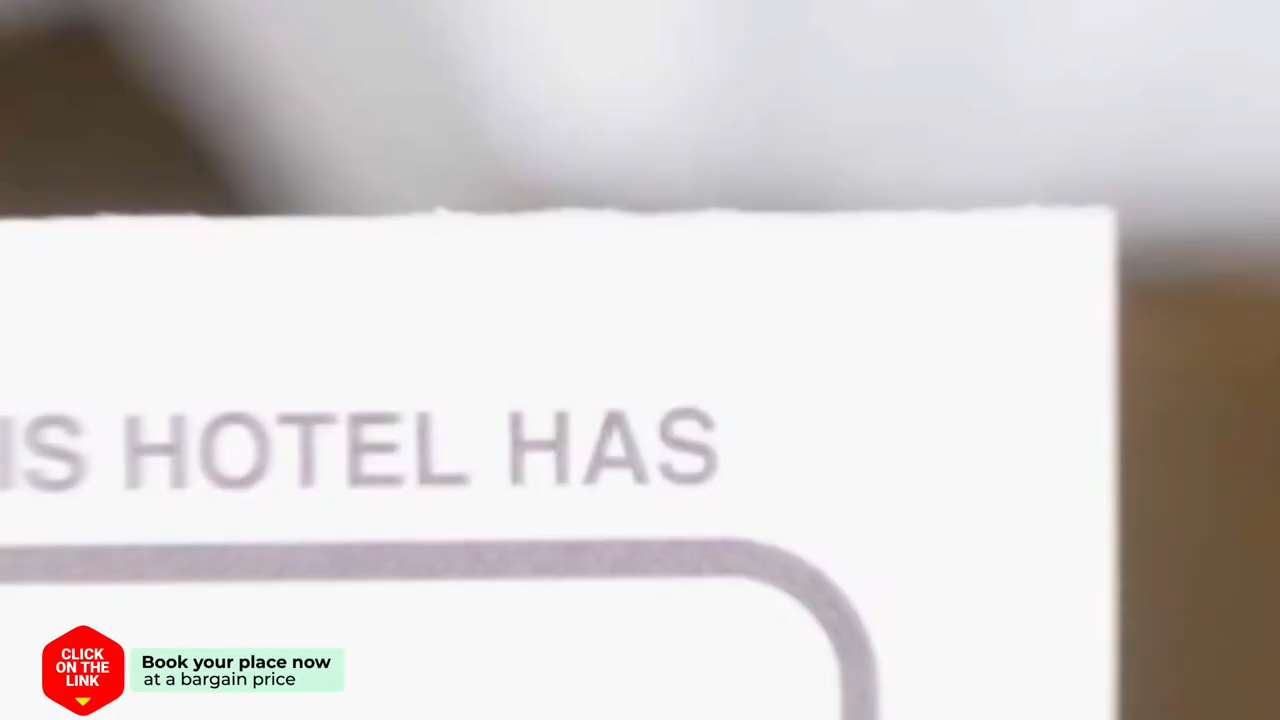 IS HOTEL HAS
CLICK
ON THE
LINK
Book your place now
at a bargain price